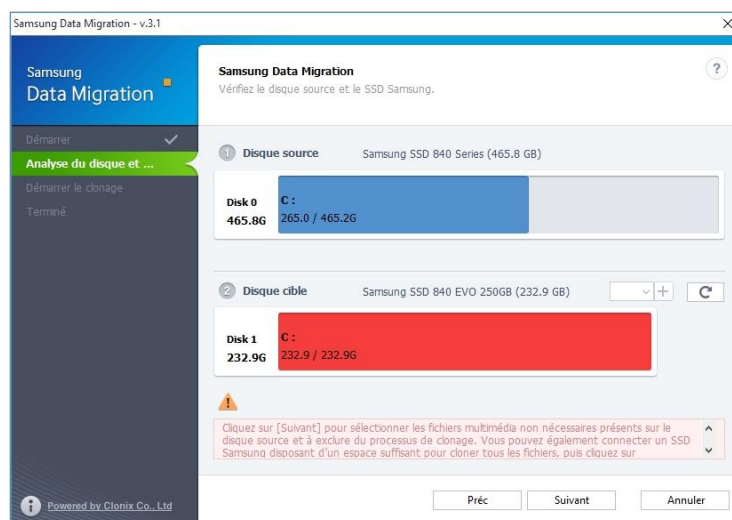 Samsung Data Migration - v.3.1
Samsung
Data Migration
Samsung Data Migration
Vérifiez le disque source et le SSD Samsung.
?
Démarrer
Analyse du disque et ...
Démarrer le clonage
Terminé
1 Disque source Samsung SSD 840 Series (465.8 GB)
Disk 0
465.8G
C :
265.0 / 465.2G
2 Disque cible Samsung SSD 840 EVO 250GB (232.9 GB)
Disk 1
232.9G
C :
232.9 / 232.9G
Cliquez sur [Suivant] pour sélectionner les fichiers multimédia non nécessaires présents sur le
disque source et à exclure du processus de clonage. Vous pouvez également connecter un SSD
Samsung disposant d'un espace suffisant pour cloner tous les fichiers, puis cliquez sur
Powered by Clonix Co., Ltd
Préc
Suivant
Annuler